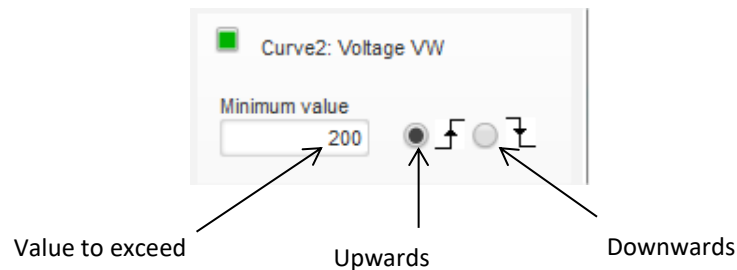 Curve2: Voltage VW
Minimum value
200
Value to exceed
Upwards
Downwards